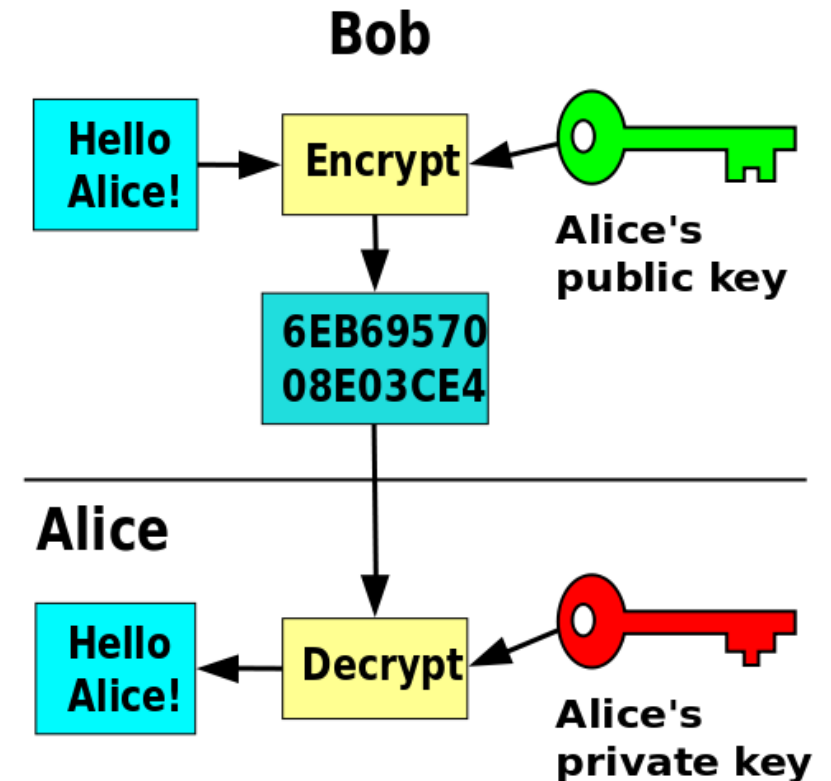 Bob
Hello
Alice!
Encrypt
Alice's
public key
6EB69570
08E03CE4
Alice
Hello
Alice!
Decrypt
Alice's
private key